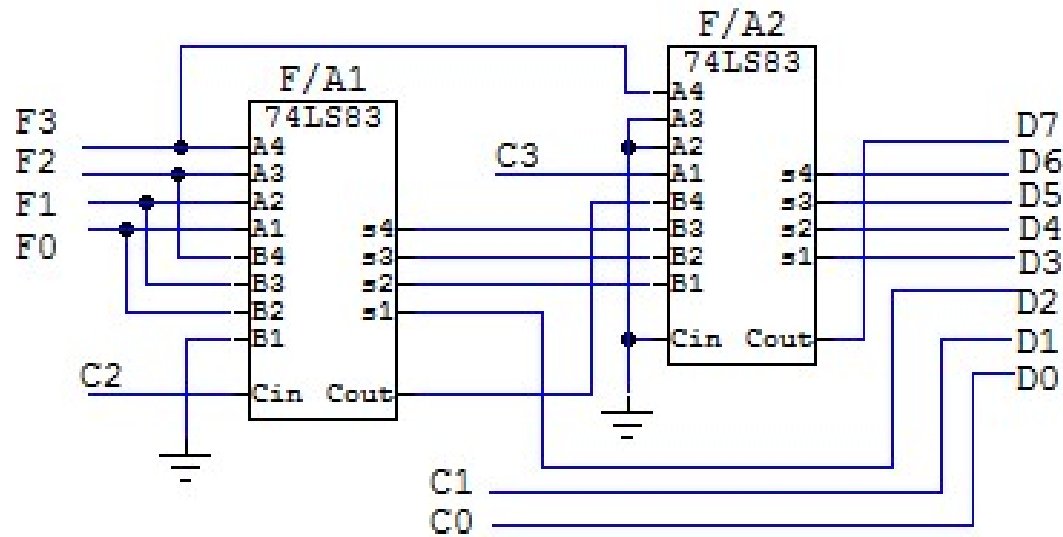 F/A2
74LS83
A4
A3
A2
A1
B4
B3
B2
B1
Cin Cout
s4
s3
s2
s1
F/A1
74LS83
A4
A3
A2
A1
B4
B3
B2
B1
Cin Cout
s4
s3
s2
s1
F3
F2
F1
F0
C2
C3
C1
C0
D7
D6
D5
D4
D3
D2
D1
D0